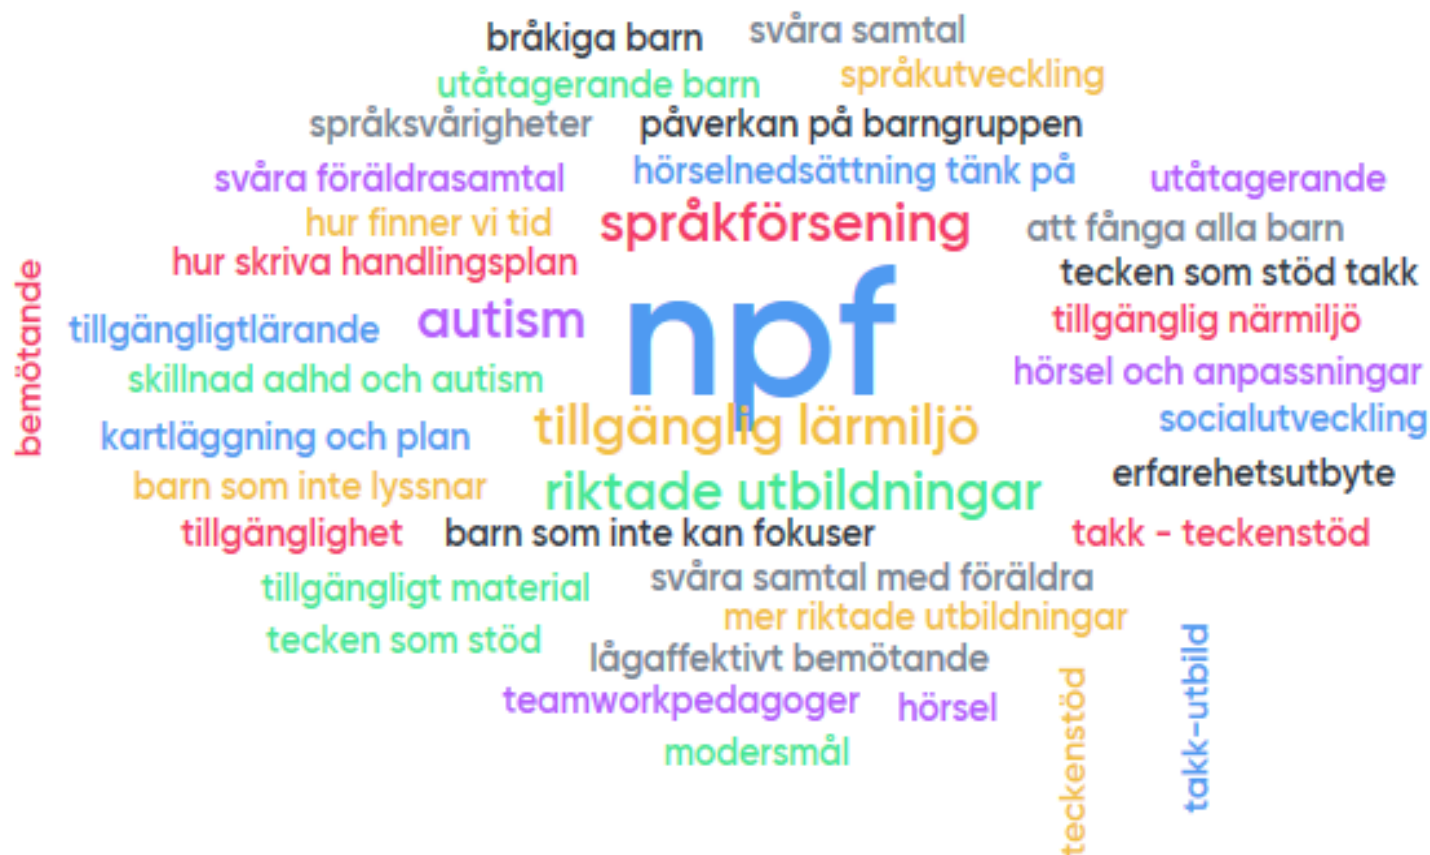 bråkiga barn
svåra samtal
utåtagerande barn
språkutveckling
språksvårigheter
påverkan på barngruppen
svåra föräldrasamtal
hörselnedsättning tänk på
utåtagerande
hur finner vi tid
språkförsening
att fånga alla barn
hur skriva handlingsplan
tecken som stöd takk
bemötande
tillgängligtlärande
autism
npf
tillgänglig närmiljö
skillnad adhd och autism
hörsel och anpassningar
kartläggning och plan
tillgänglig lärmiljö
socialutveckling
barn som inte lyssnar
riktade utbildningar
erfarehetsutbyte
tillgänglighet
barn som inte kan fokuser
takk - teckenstöd
tillgängligt material
svåra samtal med föräldra
mer riktade utbildningar
tecken som stöd
lågaffektivt bemötande
teamworkpedagoger
hörsel
teckenstöd
takk-utbild
modersmål